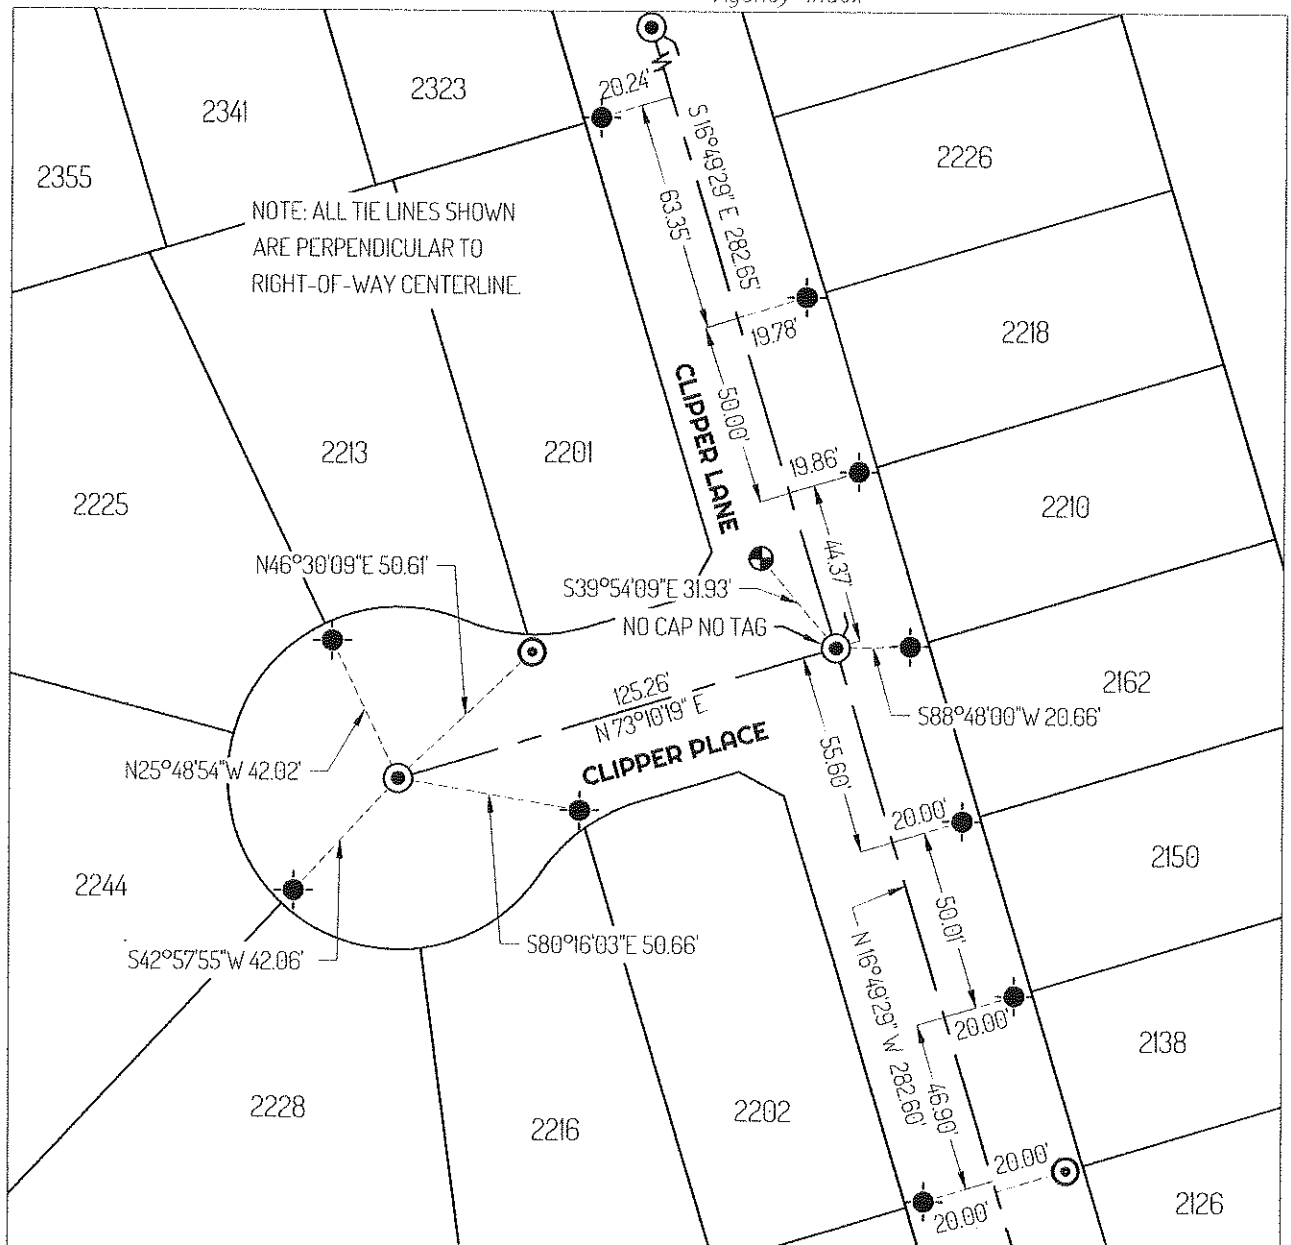 Agency Index
2323
2341
2355
20.24'
S 16°49'29" E 282.65'
2226
NOTE: ALL TIE LINES SHOWN
ARE PERPENDICULAR TO
RIGHT-OF-WAY CENTERLINE.
63.35'
19.78'
2218
CLIPPER LANE
50.00'
2213
2201
2225
19.86'
2210
44.37'
N46°30'09"E 50.61'
S39°54'09"E 31.93'
NO CAP NO TAG
2162
125.26'
N 73°10'19" E
CLIPPER PLACE
S88°48'00"W 20.66'
N25°48'54"W 42.02'
55.60'
20.00'
2150
2244
S42°57'55"W 42.06'
S80°16'03"E 50.66'
50.01'
N 16°49'29" W 282.60'
20.00'
2138
46.90'
2228
2216
2202
20.00'
20.00'
2126